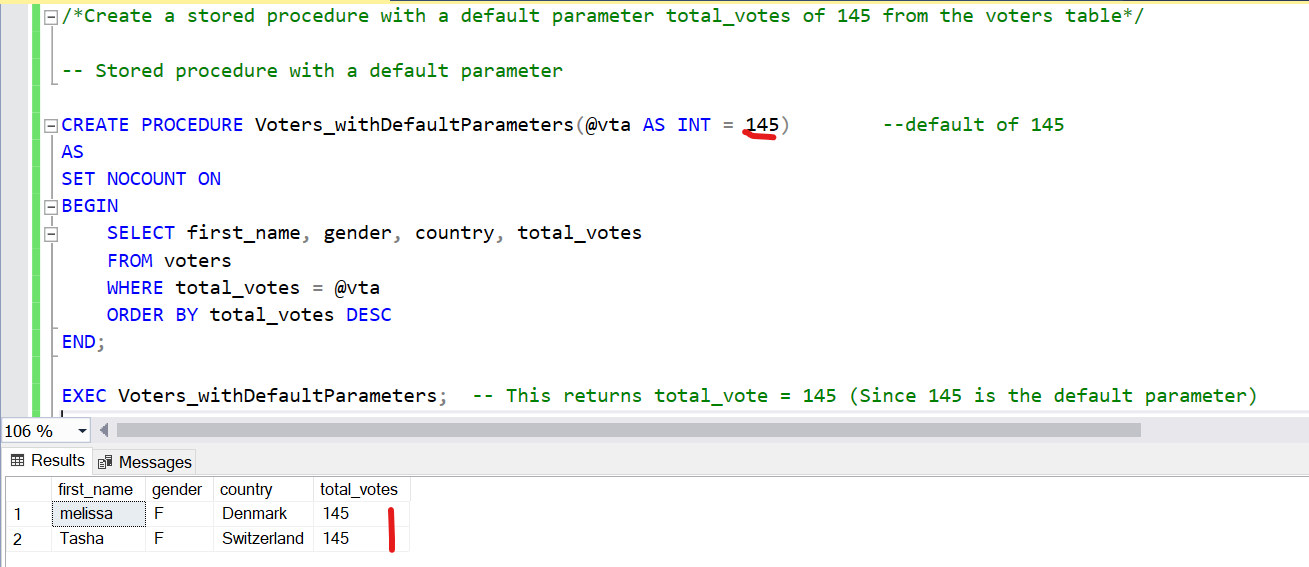 /*Create a stored procedure with a default parameter total_votes of 145 from the voters table*/
-- Stored procedure with a default parameter
CREATE PROCEDURE Voters_withDefaultParameters(@vta AS INT = 145) --default of 145
AS
SET NOCOUNT ON
BEGIN
SELECT first_name, gender, country, total_votes
FROM voters
WHERE total_votes = @vta
ORDER BY total_votes DESC
END;
EXEC Voters_withDefaultParameters; -- This returns total_vote = 145 (Since 145 is the default parameter)
106 %
Results Messages
first_name gender country total_votes
1 melissa F Denmark 145
2 Tasha F Switzerland 145